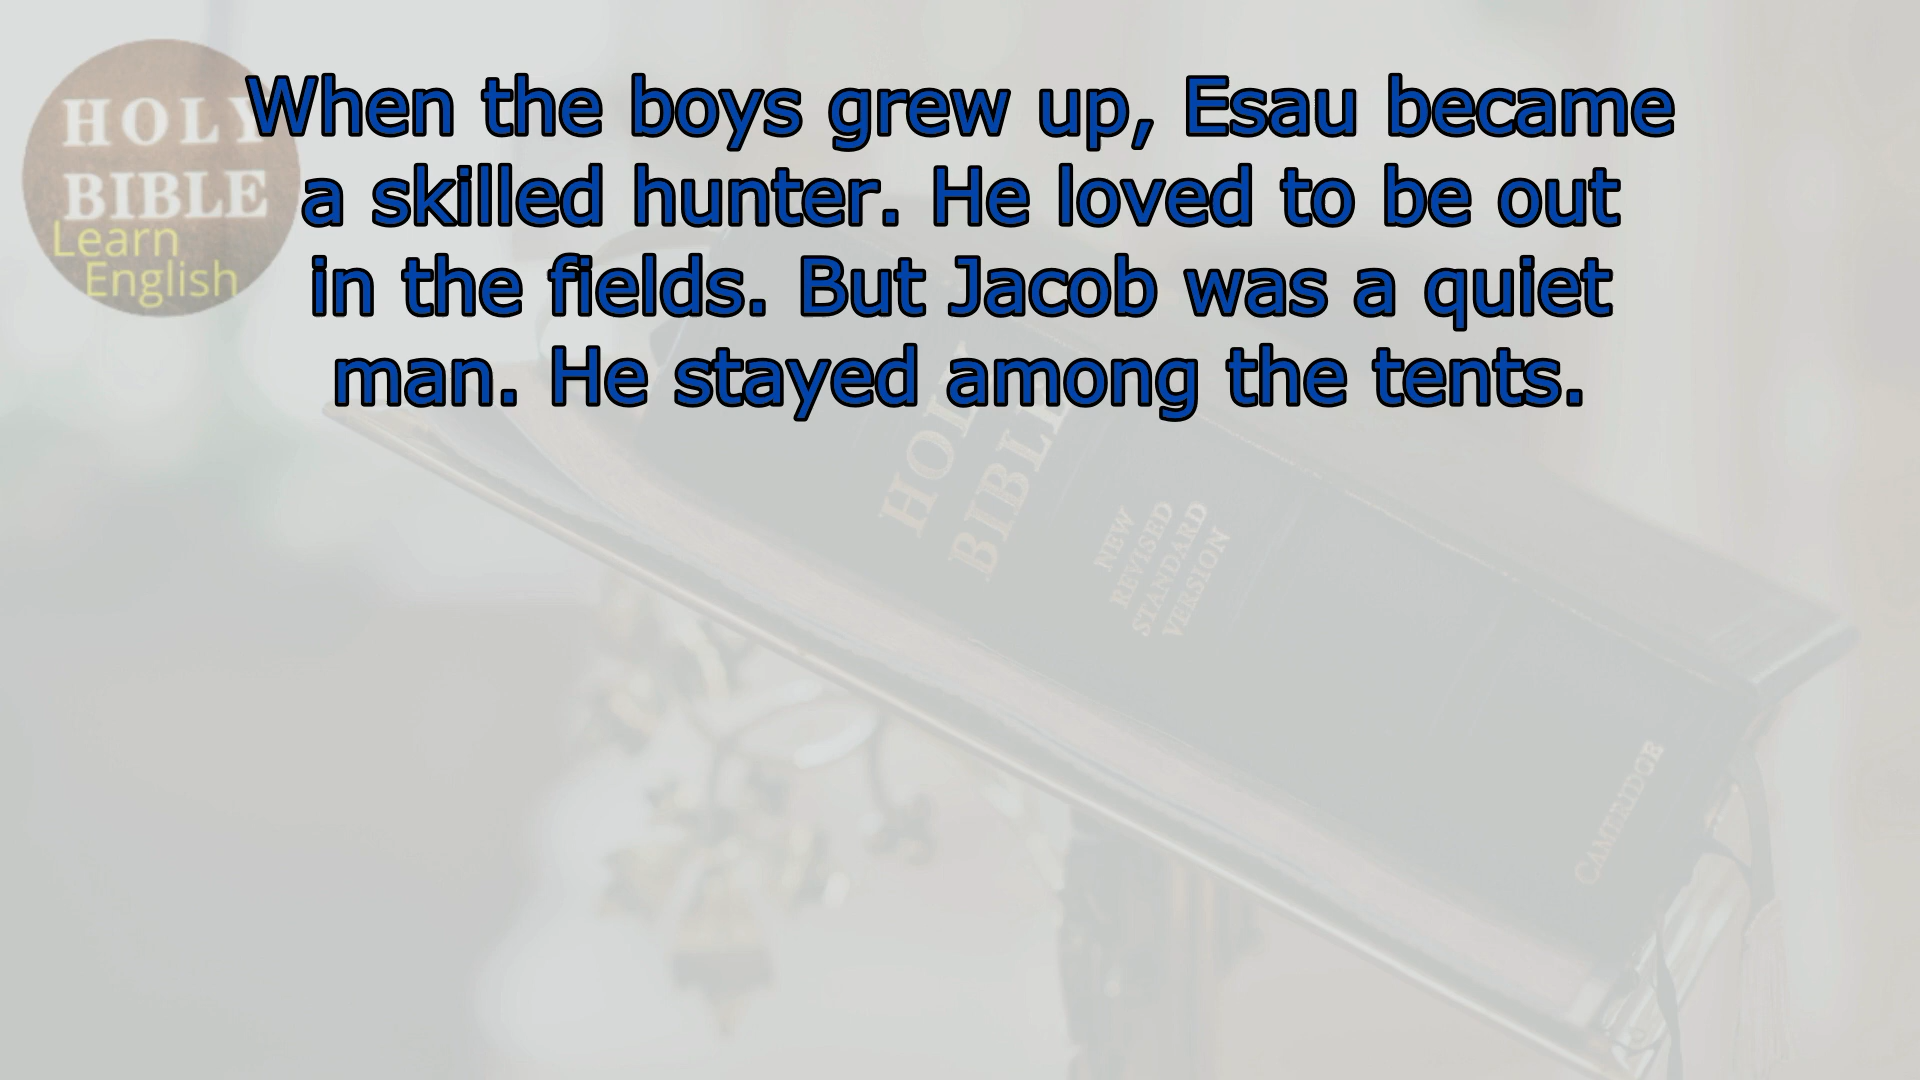 HOLY
BIBLE
Learn
English
When the boys grew up, Esau became
a skilled hunter. He loved to be out
in the fields. But Jacob was a quiet
man. He stayed among the tents.
HOLY
BIBLE
NEW
REVISED
STANDARD
VERSION
CAMBRIDGE